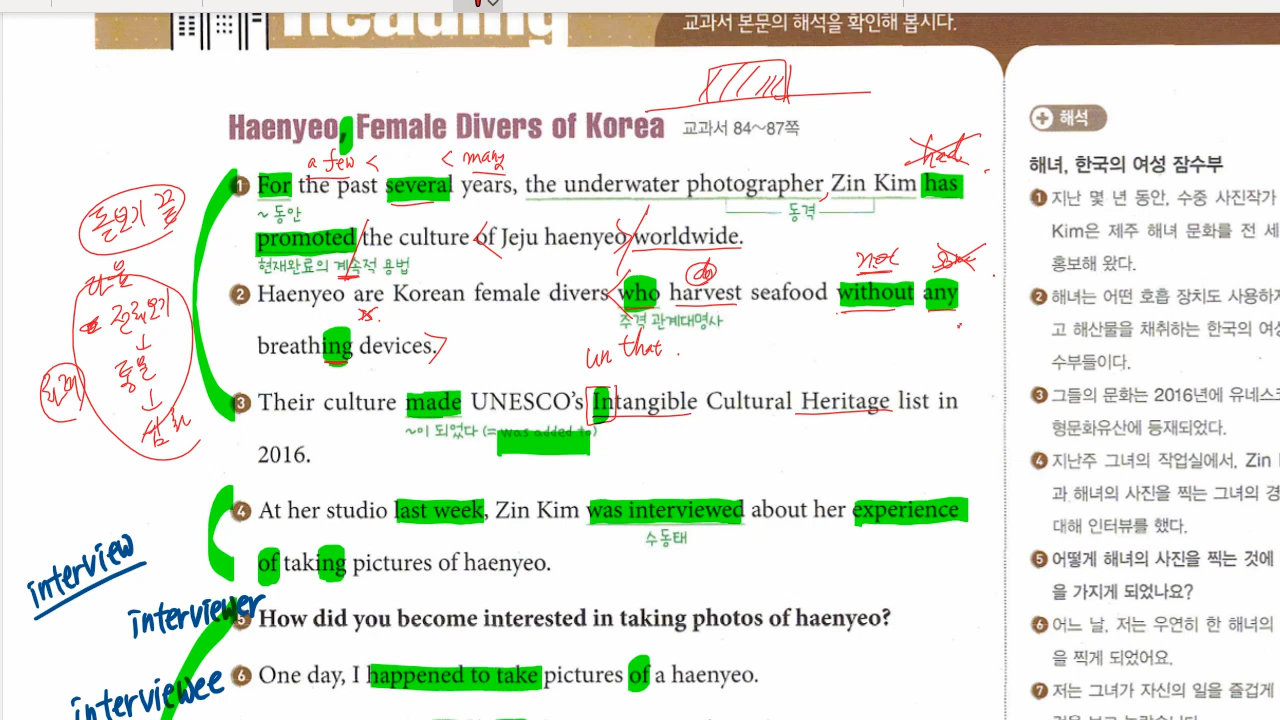 Reading
교과서 본문의 해석을 확인해 봅시다.
Haenyeo, Female Divers of Korea 교과서 84~87쪽
a few < < many had
1 For the past several years, the underwater photographer, Zin Kim has
~ 동안 동격
promoted the culture of Jeju haenyeo worldwide.
현재완료의 계속적 용법
not some
do
2 Haenyeo are Korean female divers who harvest seafood without any
is 주격 관계대명사
breathing devices.
un that
3 Their culture made UNESCO's Intangible Cultural Heritage list in
~이 되었다 (= was added to)
2016.
4 At her studio last week, Zin Kim was interviewed about her experience
수동태
of taking pictures of haenyeo.
interview
interviewer
5 How did you become interested in taking photos of haenyeo?
6 One day, I happened to take pictures of a haenyeo.
interviewee
돌보기 끝
다음
해석
해녀, 한국의 여성 잠수부
1 지난 몇 년 동안, 수중 사진작가
Kim은 제주 해녀 문화를 전 세
홍보해 왔다.
2 해녀는 어떤 호흡 장치도 사용하지
고 해산물을 채취하는 한국의 여성
수부들이다.
3 그들의 문화는 2016년에 유네스코
형문화유산에 등재되었다.
4 지난주 그녀의 작업실에서, Zin
과 해녀의 사진을 찍는 그녀의 경
대해 인터뷰를 했다.
5 어떻게 해녀의 사진을 찍는 것에
을 가지게 되었나요?
6 어느 날, 저는 우연히 한 해녀의
을 찍게 되었어요.
7 저는 그녀가 자신의 일을 즐겁게